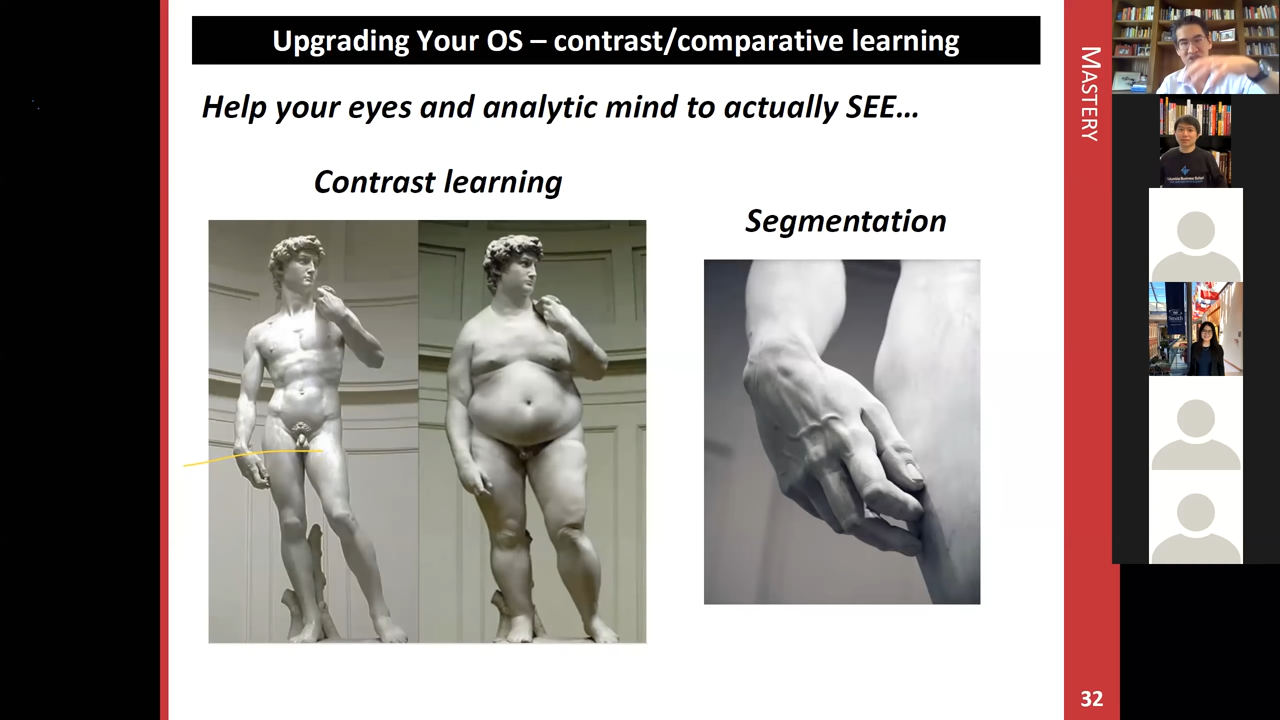 Upgrading Your OS – contrast/comparative learning
Help your eyes and analytic mind to actually SEE...
Contrast learning
Segmentation
MASTERY
32
Smith